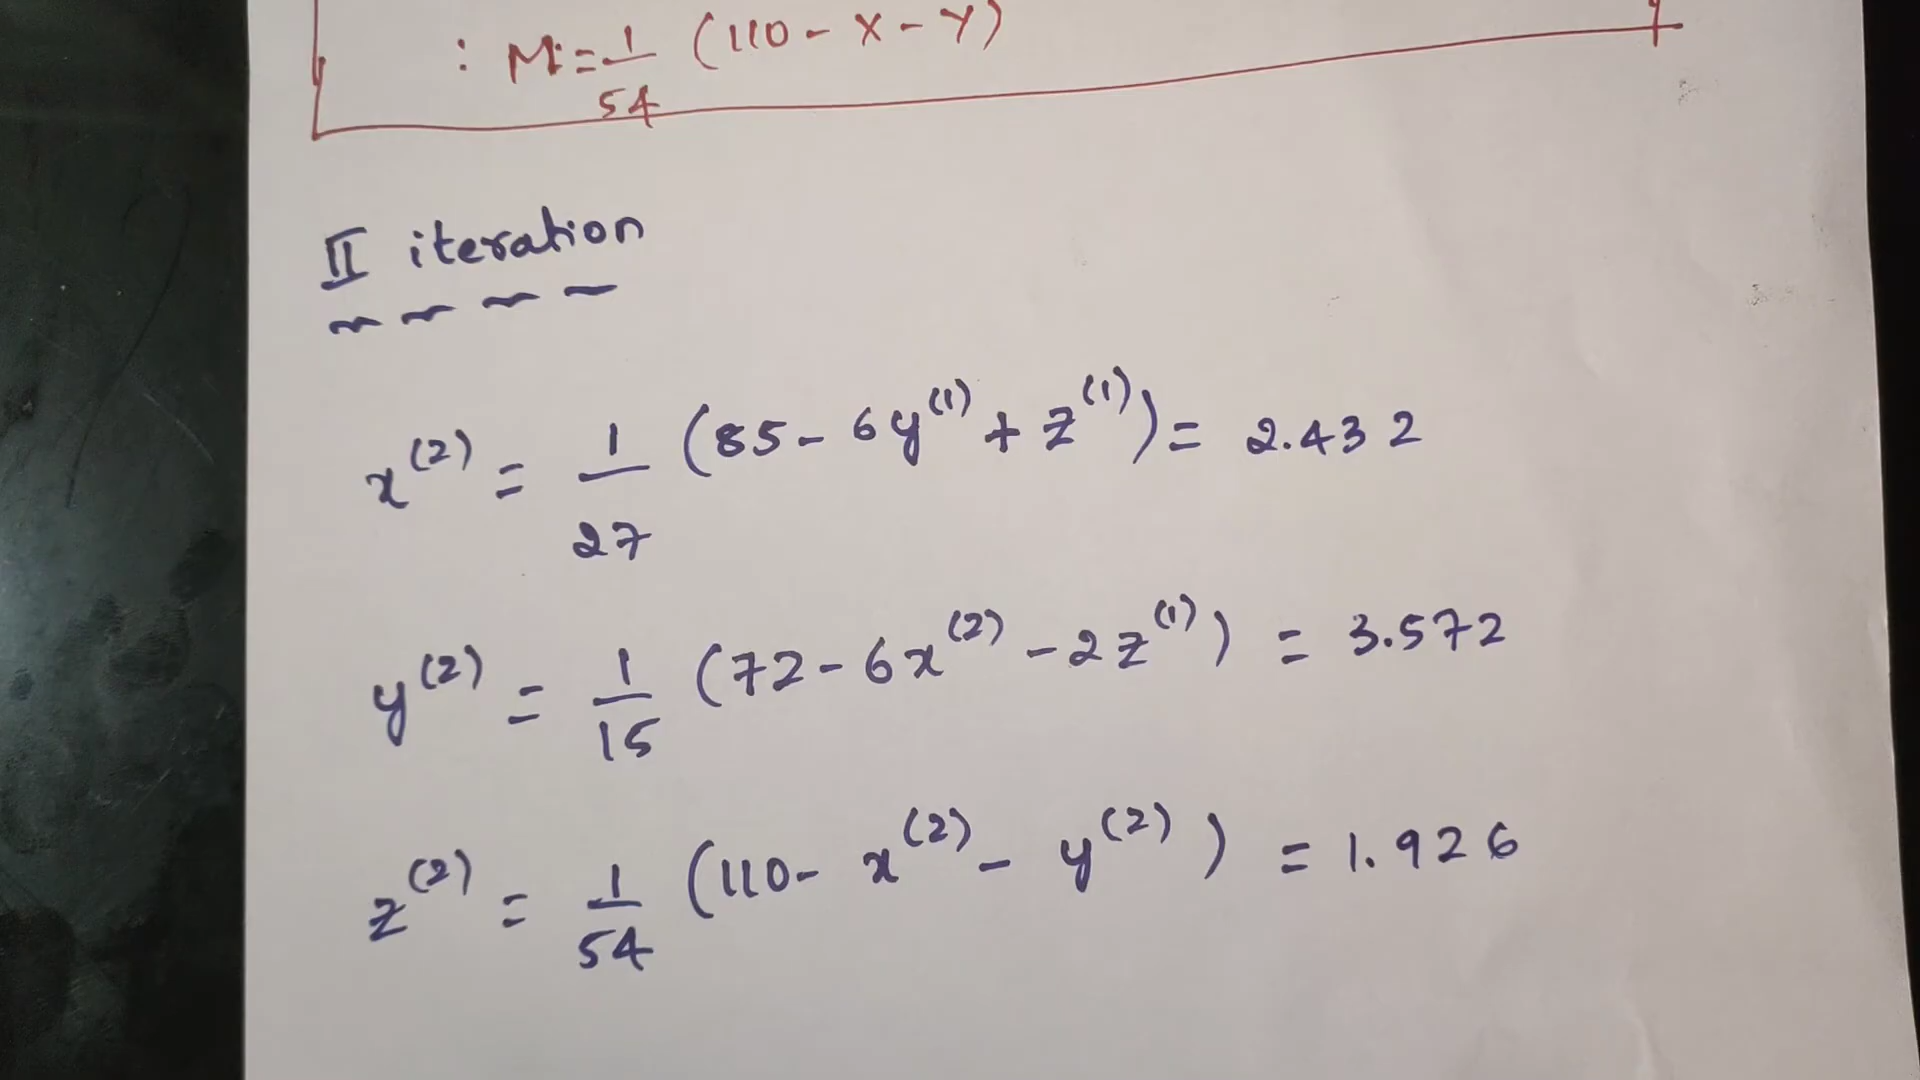 : M=1/54 (110 - X - Y)
II iteration
x^(2) = 1/27 (85 - 6y^(1) + z^(1)) = 2.432
y^(2) = 1/15 (72 - 6x^(2) - 2z^(1)) = 3.572
z^(2) = 1/54 (110 - x^(2) - y^(2)) = 1.926